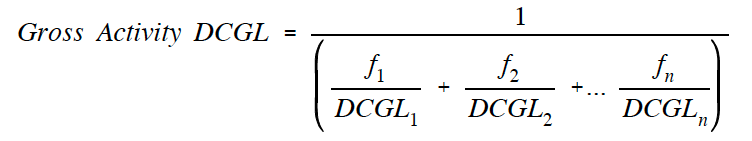 Gross Activity DCGL = 1
( f1 + f2 +... fn )
DCGL1 DCGL2 DCGLn